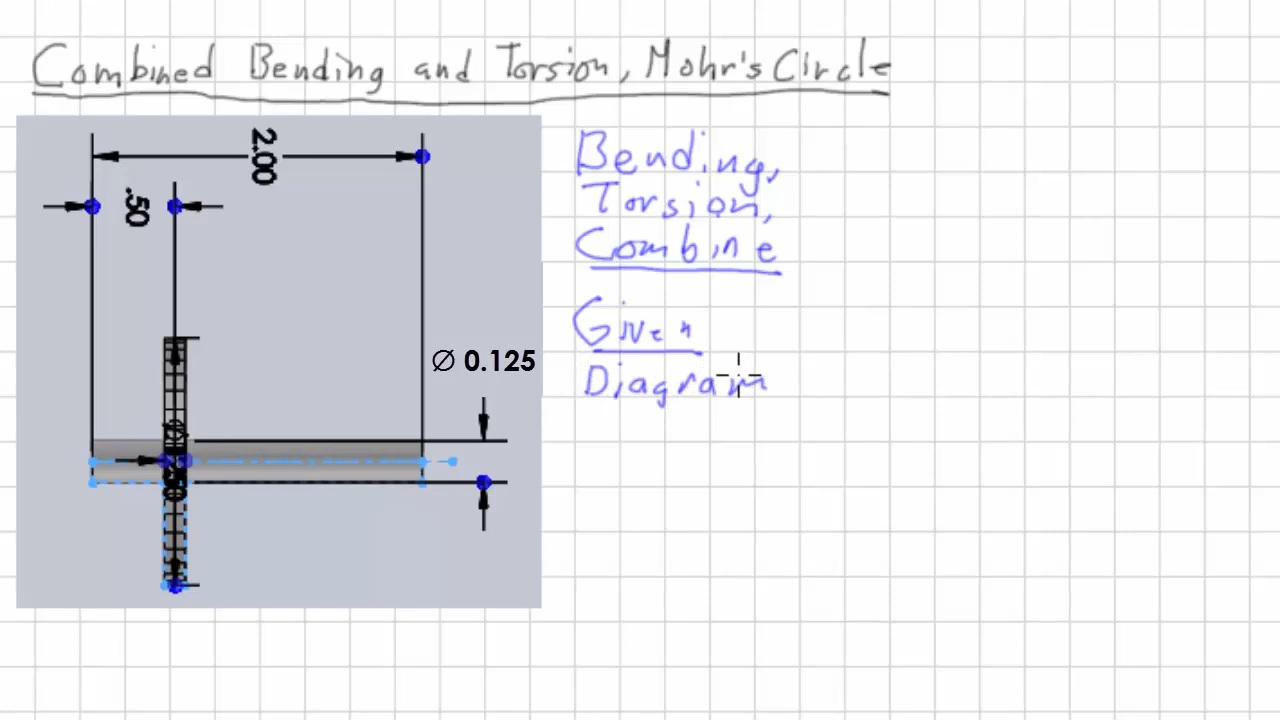 Combined Bending and Torsion, Mohr's Circle
2.00
.50
Ø 0.125
Bending,
Torsion,
Combine
Given
Diagram